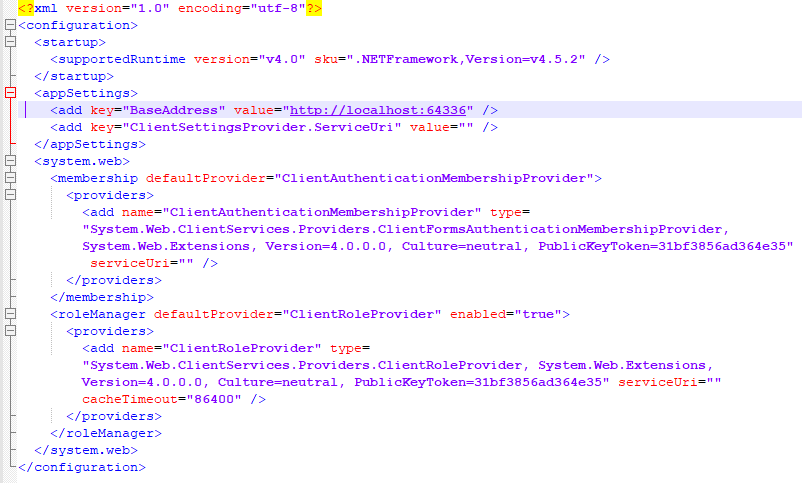 <?xml version="1.0" encoding="utf-8"?>
<configuration>
<startup>
<supportedRuntime version="v4.0" sku=".NETFramework,Version=v4.5.2" />
</startup>
<appSettings>
<add key="BaseAddress" value="http://localhost:64336" />
<add key="ClientSettingsProvider.ServiceUri" value="" />
</appSettings>
<system.web>
<membership defaultProvider="ClientAuthenticationMembershipProvider">
<providers>
<add name="ClientAuthenticationMembershipProvider" type=
"System.Web.ClientServices.Providers.ClientFormsAuthenticationMembershipProvider,
System.Web.Extensions, Version=4.0.0.0, Culture=neutral, PublicKeyToken=31bf3856ad364e35"
serviceUri="" />
</providers>
</membership>
<roleManager defaultProvider="ClientRoleProvider" enabled="true">
<providers>
<add name="ClientRoleProvider" type=
"System.Web.ClientServices.Providers.ClientRoleProvider, System.Web.Extensions,
Version=4.0.0.0, Culture=neutral, PublicKeyToken=31bf3856ad364e35" serviceUri=""
cacheTimeout="86400" />
</providers>
</roleManager>
</system.web>
</configuration>